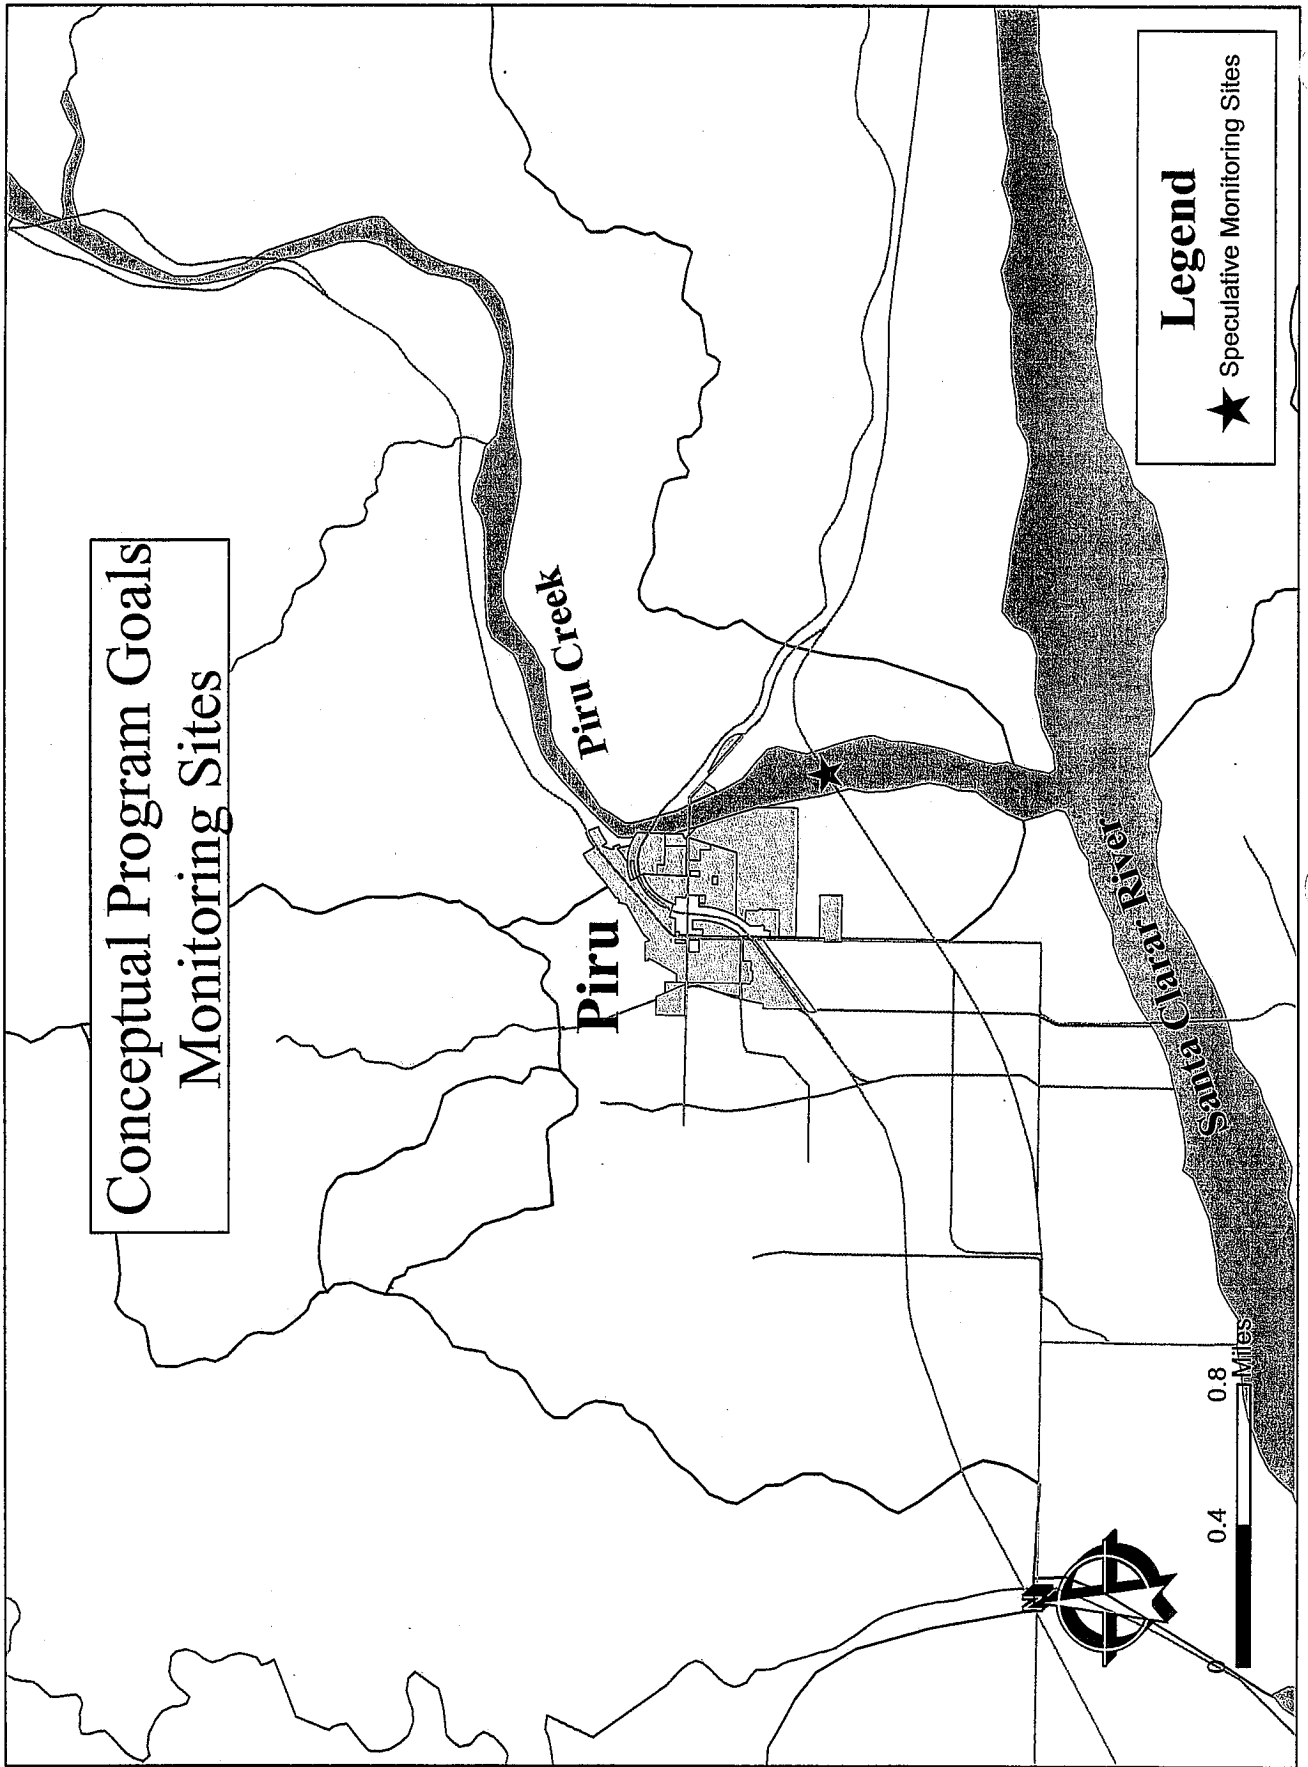 Conceptual Program Goals
Monitoring Sites
Piru Creek
Piru
Santa Clarar River
Legend
Speculative Monitoring Sites
N
0 0.4 0.8
Miles